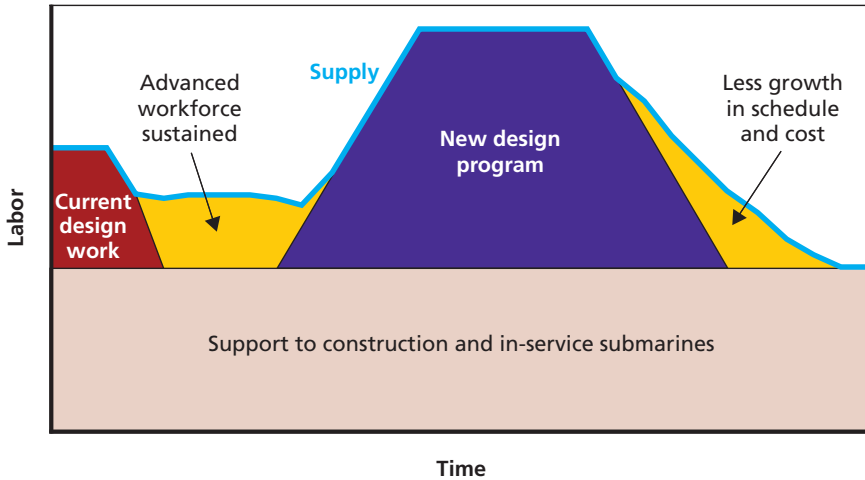 Supply
Advanced
workforce
sustained
Less growth
in schedule
and cost
New design
program
Current
design
work
Labor
Support to construction and in-service submarines
Time